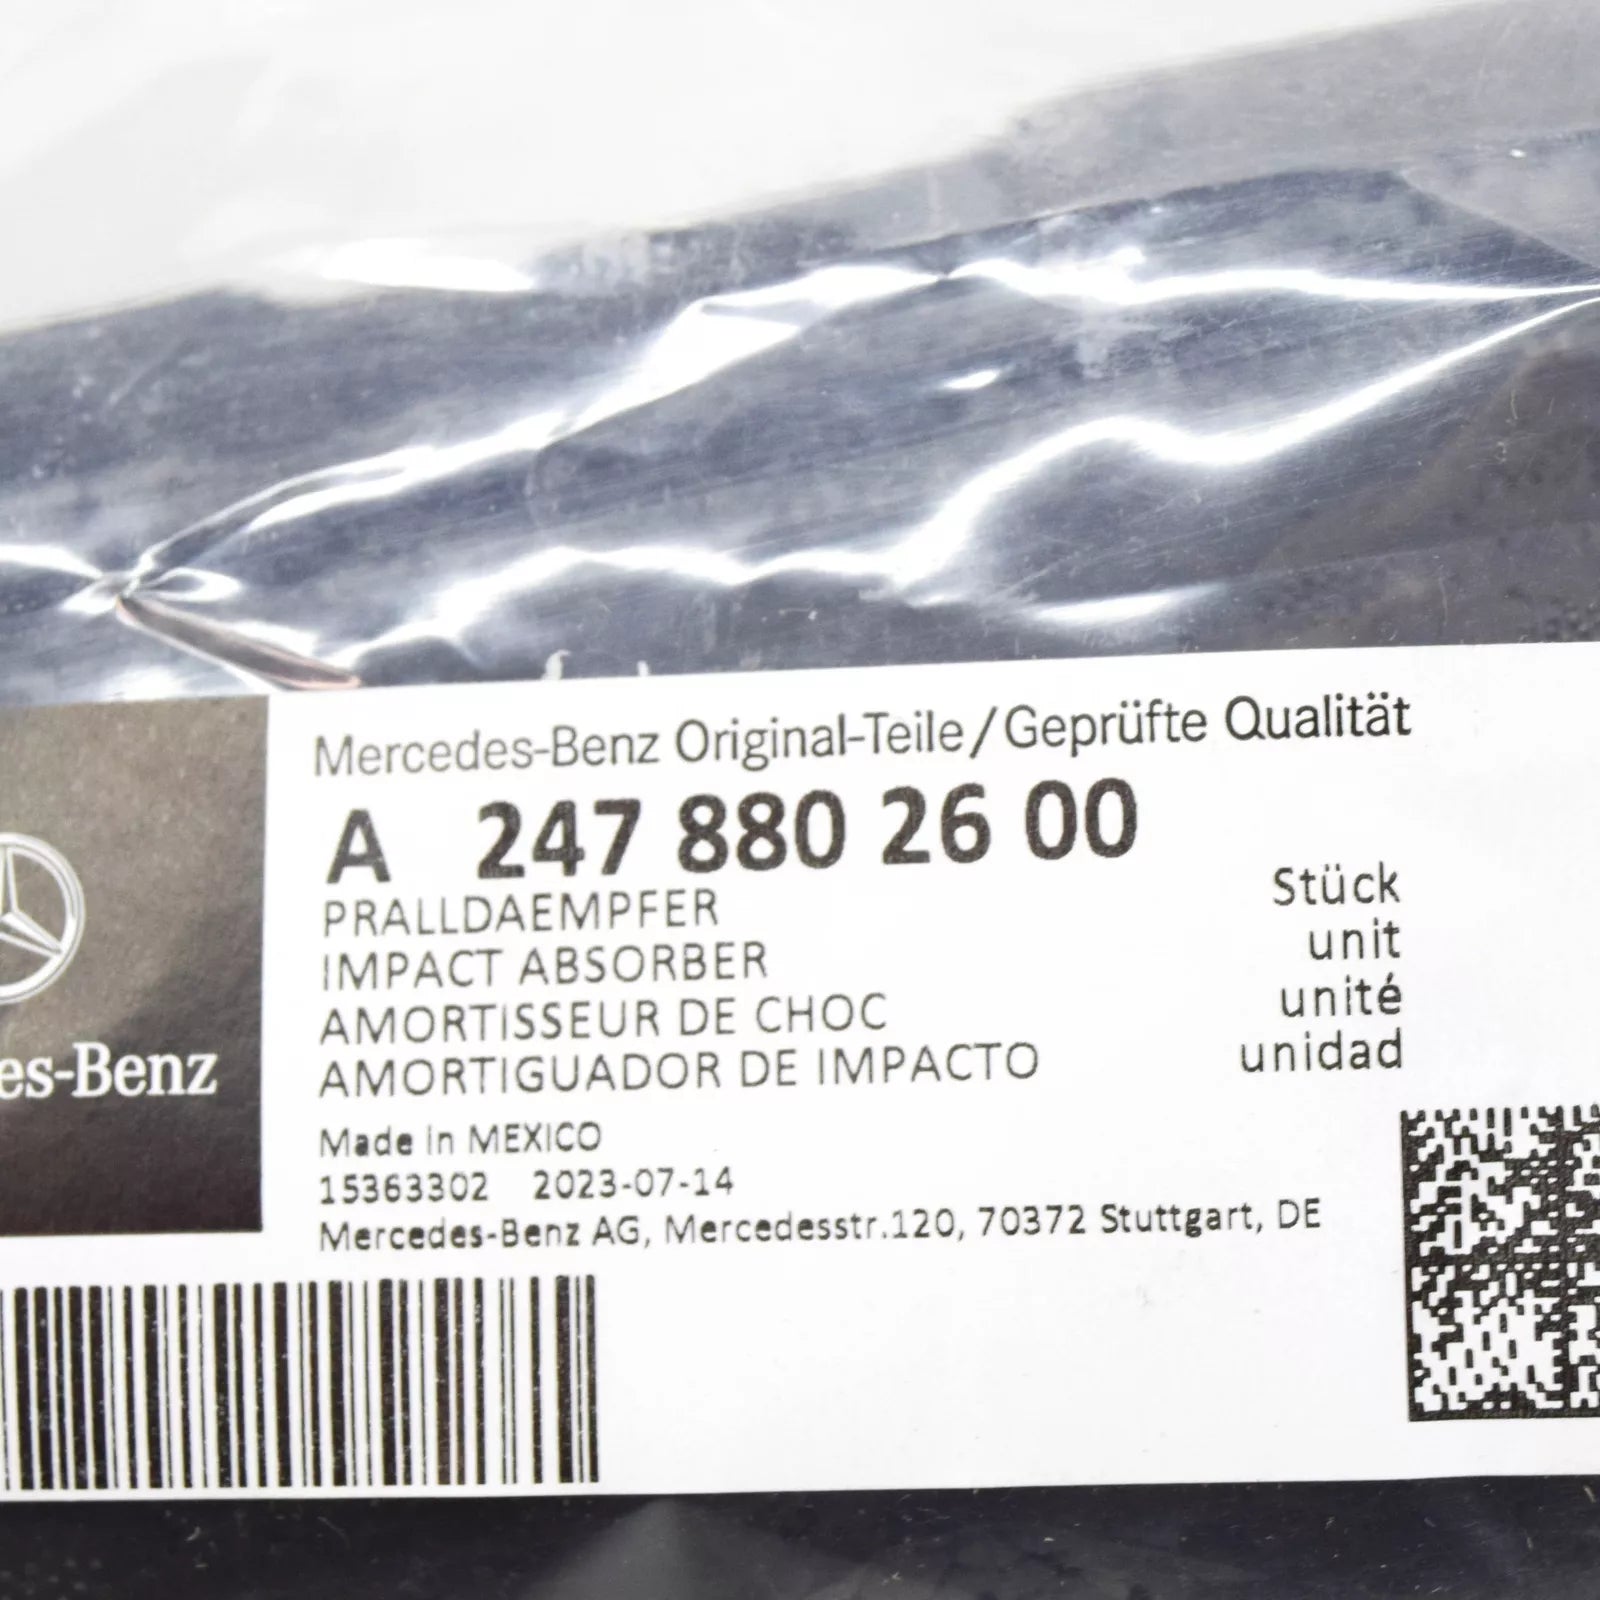 Mercedes-Benz Original-Teile/Geprüfte Qualität
A 247 880 26 00
PRALLDAEMPFER
IMPACT ABSORBER
AMORTISSEUR DE CHOC
AMORTIGUADOR DE IMPACTO
Stück
unit
unité
unidad
es-Benz
Made in MEXICO
15363302 2023-07-14
Mercedes-Benz AG, Mercedesstr.120, 70372 Stuttgart, DE